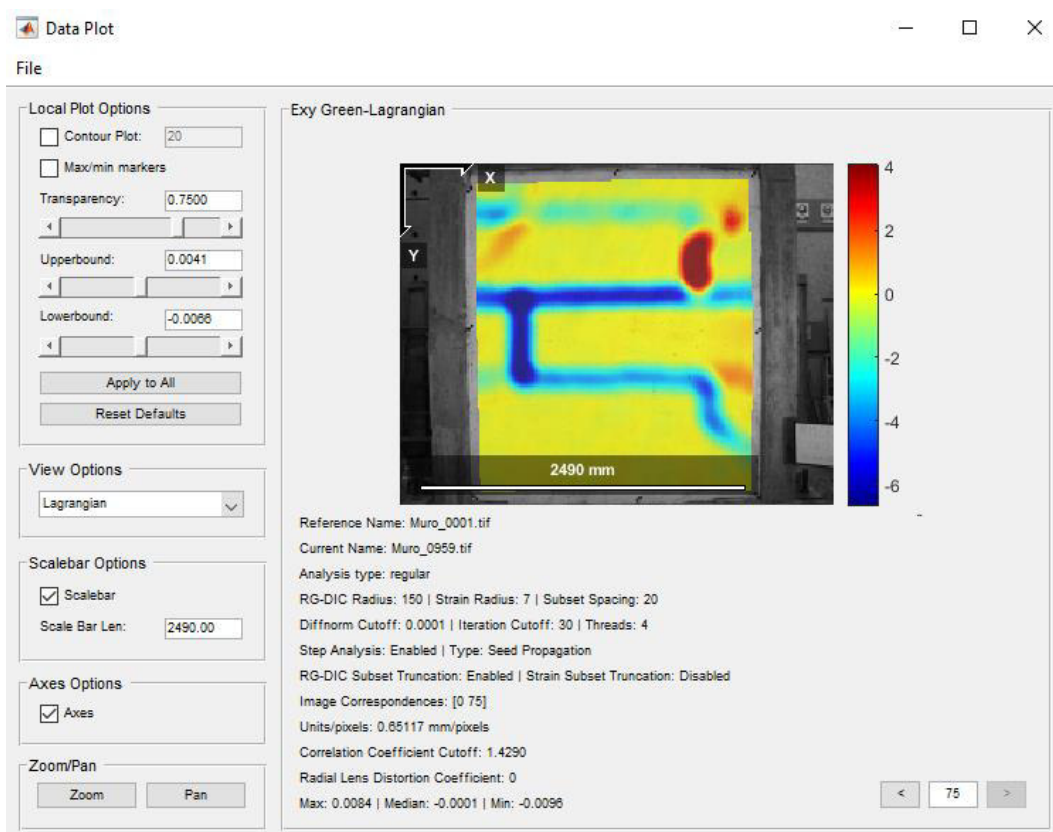 Data Plot
File
Local Plot Options
Contour Plot: 20
Max/min markers
Transparency: 0.7500
Upperbound: 0.0041
Lowerbound: -0.0066
Apply to All
Reset Defaults
View Options
Lagrangian
Scalebar Options
Scalebar
Scale Bar Len: 2490.00
Axes Options
Axes
Zoom/Pan
Zoom Pan
Exy Green-Lagrangian
X
Y
2490 mm
4
2
0
-2
-4
-6
Reference Name: Muro_0001.tif
Current Name: Muro_0959.tif
Analysis type: regular
RG-DIC Radius: 150 | Strain Radius: 7 | Subset Spacing: 20
Diffnorm Cutoff: 0.0001 | Iteration Cutoff: 30 | Threads: 4
Step Analysis: Enabled | Type: Seed Propagation
RG-DIC Subset Truncation: Enabled | Strain Subset Truncation: Disabled
Image Correspondences: [0 75]
Units/pixels: 0.65117 mm/pixels
Correlation Coefficient Cutoff: 1.4290
Radial Lens Distortion Coefficient: 0
Max: 0.0084 | Median: -0.0001 | Min: -0.0096
< 75 >